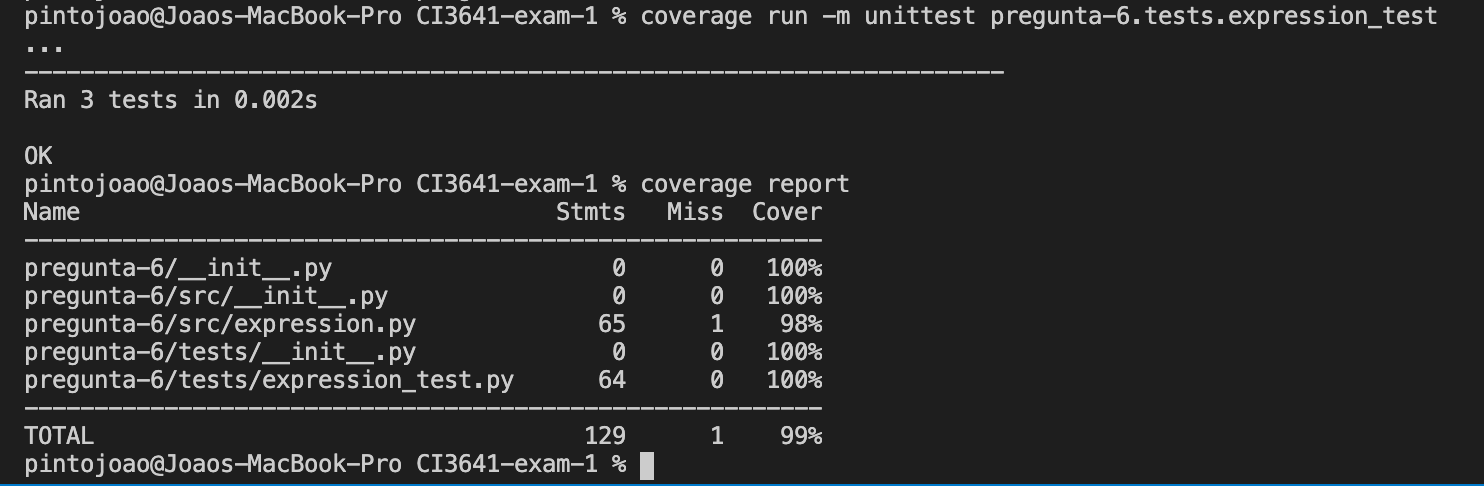 pintojoao@Joaos-MacBook-Pro CI3641-exam-1 % coverage run -m unittest pregunta-6.tests.expression_test
...
----------------------------------------------------------------------
Ran 3 tests in 0.002s

OK
pintojoao@Joaos-MacBook-Pro CI3641-exam-1 % coverage report
Name                                      Stmts   Miss  Cover
---------------------------------------------------------
pregunta-6/__init__.py                        0      0   100%
pregunta-6/src/__init__.py                    0      0   100%
pregunta-6/src/expression.py                 65      1    98%
pregunta-6/tests/__init__.py                  0      0   100%
pregunta-6/tests/expression_test.py          64      0   100%
---------------------------------------------------------
TOTAL                                       129      1    99%
pintojoao@Joaos-MacBook-Pro CI3641-exam-1 %